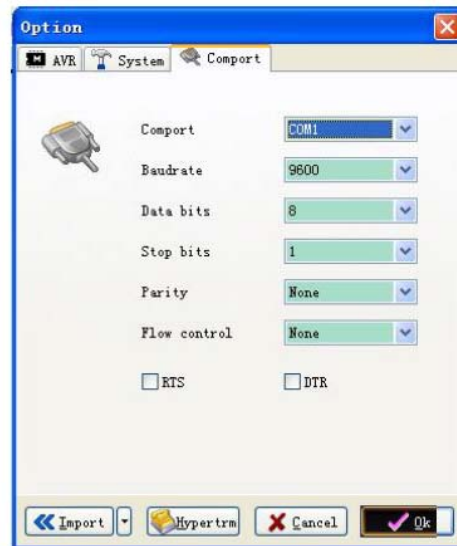 Option
AVR System Comport
Comport COM1
Baudrate 9600
Data bits 8
Stop bits 1
Parity None
Flow control None
RTS DTR
Import Hypertrm Cancel Ok